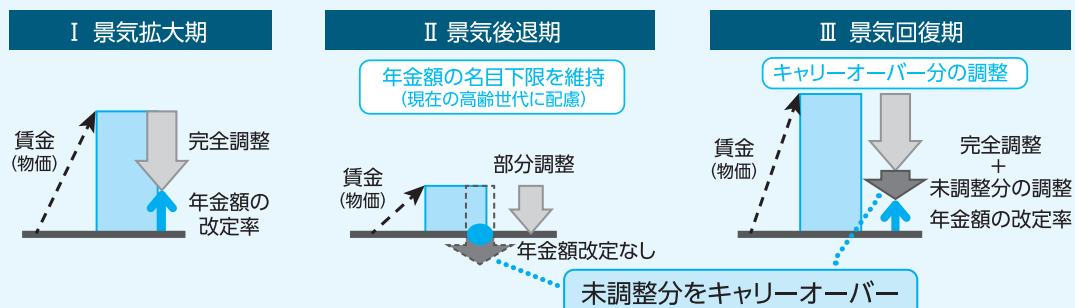 Ⅰ 景気拡大期
賃金
(物価)
完全調整
年金額の
改定率
Ⅱ 景気後退期
年金額の名目下限を維持
(現在の高齢世代に配慮)
賃金
(物価)
部分調整
年金額改定なし
Ⅲ 景気回復期
キャリーオーバー分の調整
賃金
(物価)
完全調整
+
未調整分の調整
年金額の改定率
未調整分をキャリーオーバー